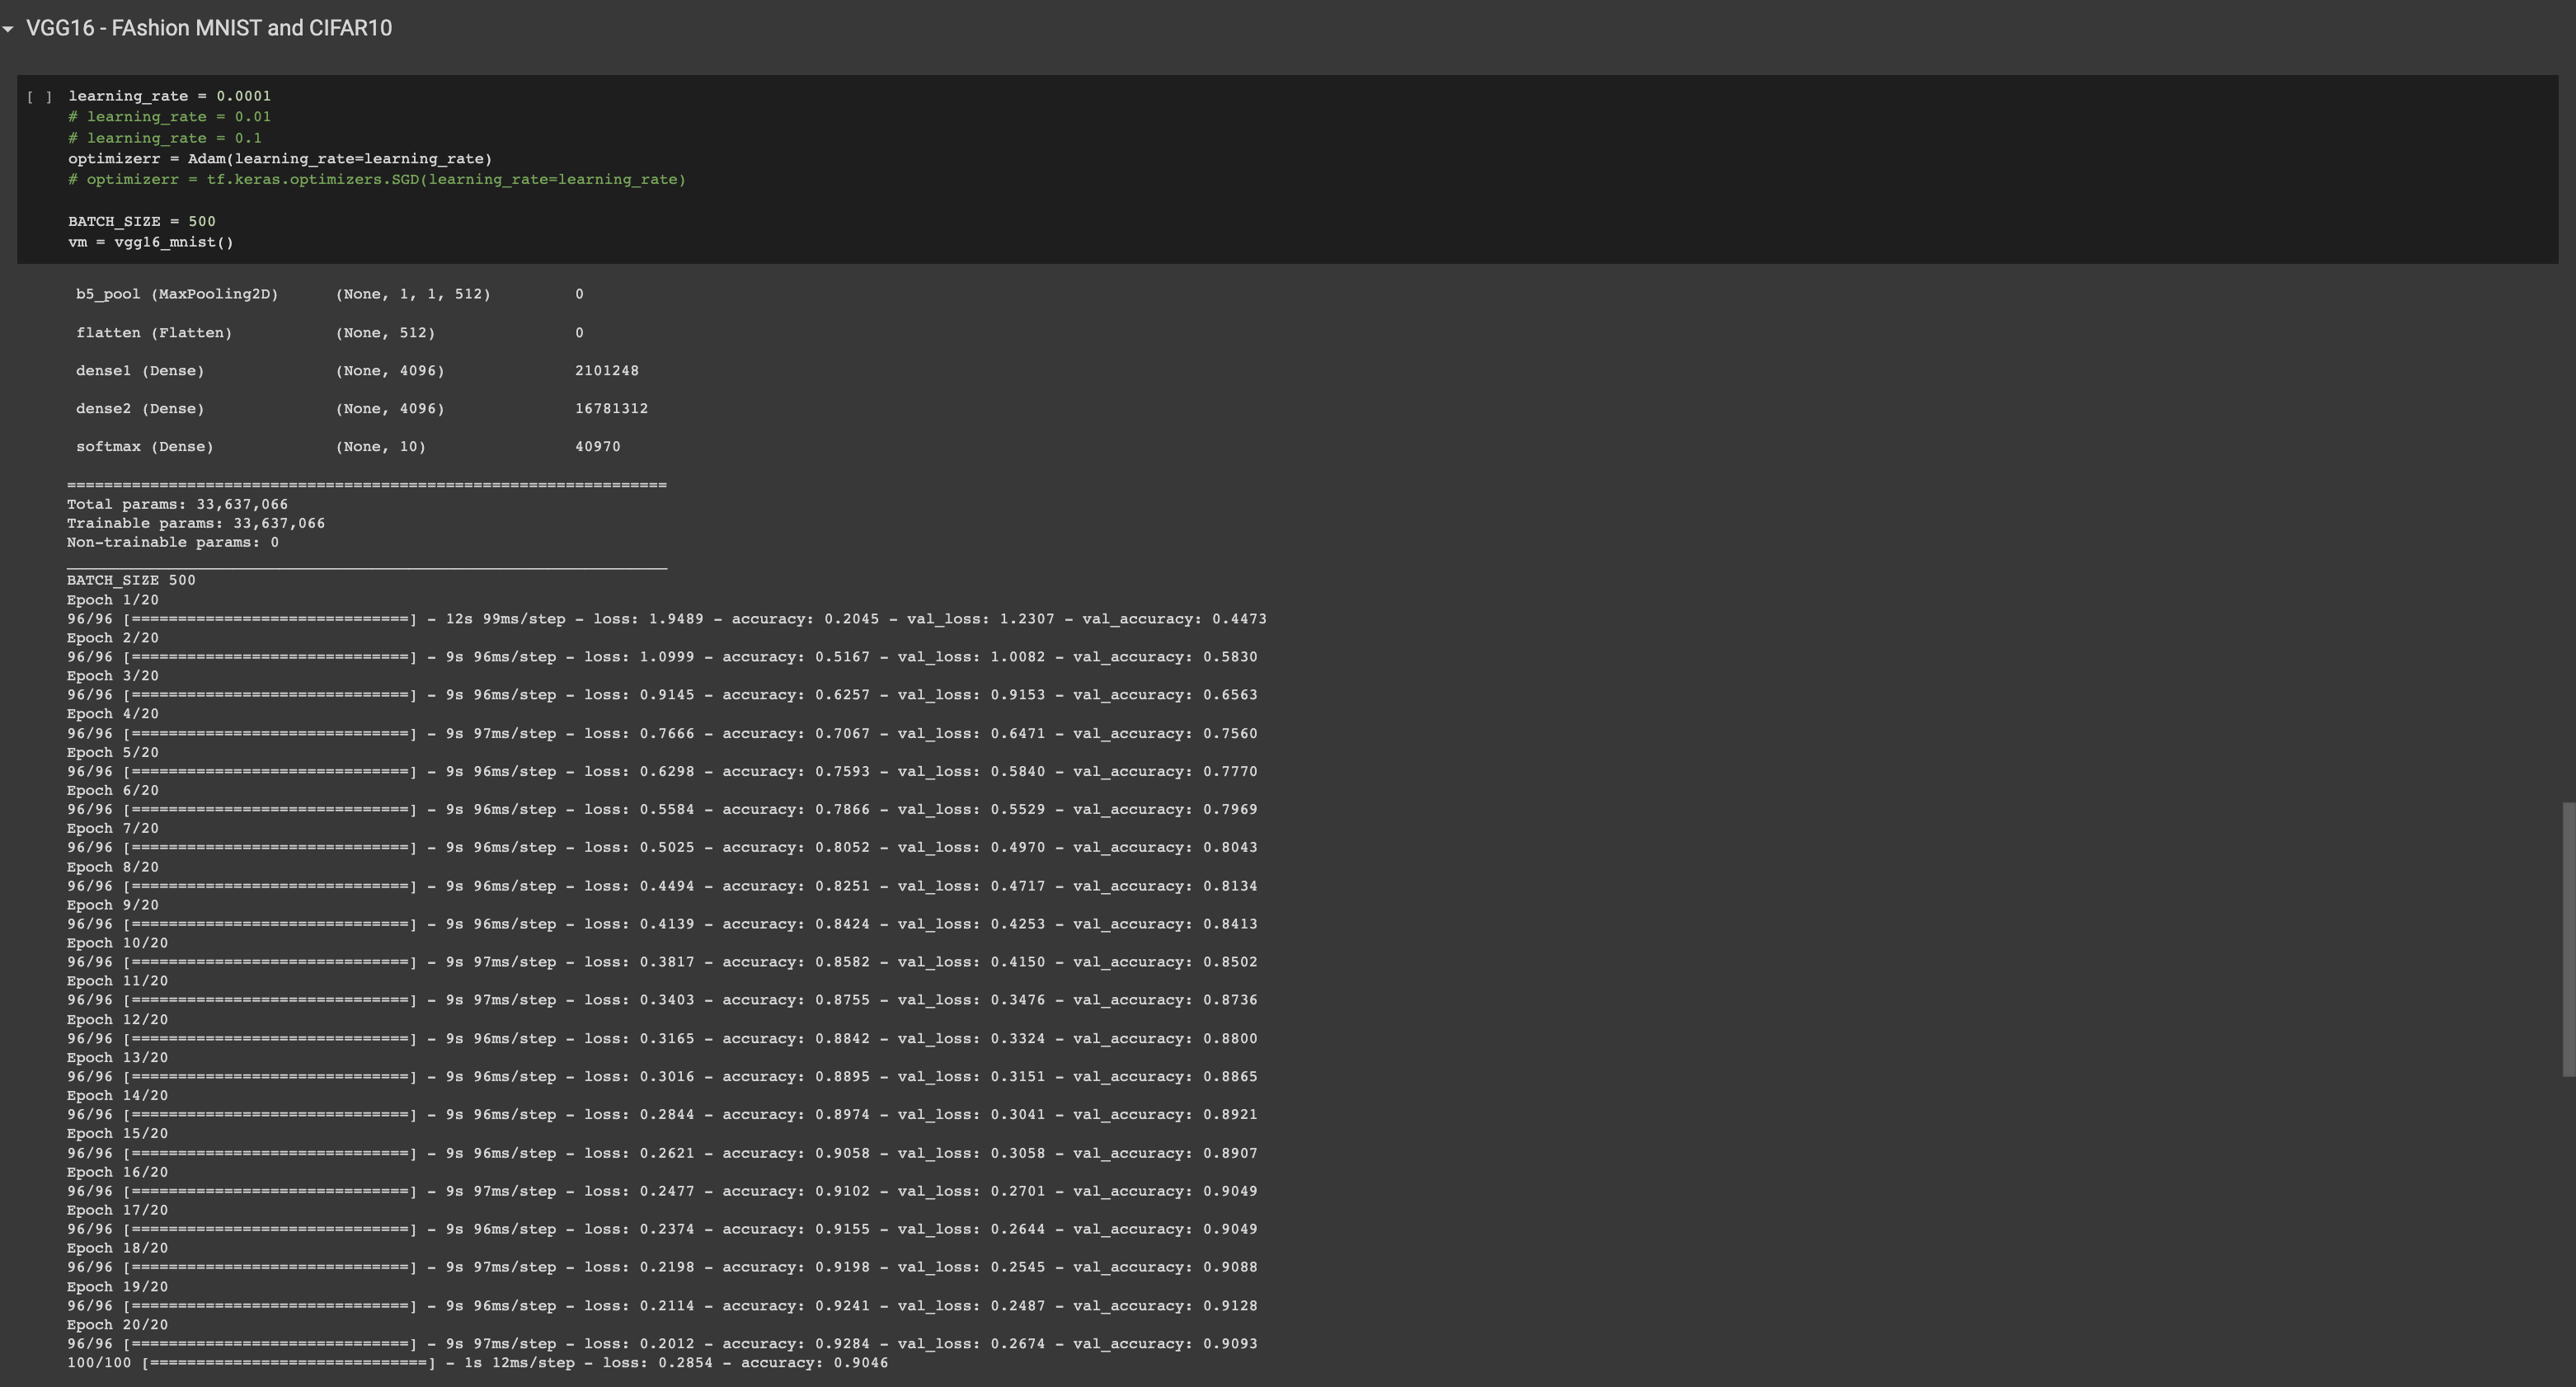 VGG16 - FAshion MNIST and CIFAR10
[ ] learning_rate = 0.0001
# learning_rate = 0.01
# learning_rate = 0.1
optimizerr = Adam(learning_rate=learning_rate)
# optimizerr = tf.keras.optimizers.SGD(learning_rate=learning_rate)
BATCH_SIZE = 500
vm = vgg16_mnist()
b5_pool (MaxPooling2D) (None, 1, 1, 512) 0
flatten (Flatten) (None, 512) 0
dense1 (Dense) (None, 4096) 2101248
dense2 (Dense) (None, 4096) 16781312
softmax (Dense) (None, 10) 40970
=================================================================
Total params: 33,637,066
Trainable params: 33,637,066
Non-trainable params: 0
_________________________________________________________________
BATCH_SIZE 500
Epoch 1/20
96/96 [==============================] - 12s 99ms/step - loss: 1.9489 - accuracy: 0.2045 - val_loss: 1.2307 - val_accuracy: 0.4473
Epoch 2/20
96/96 [==============================] - 9s 96ms/step - loss: 1.0999 - accuracy: 0.5167 - val_loss: 1.0082 - val_accuracy: 0.5830
Epoch 3/20
96/96 [==============================] - 9s 96ms/step - loss: 0.9145 - accuracy: 0.6257 - val_loss: 0.9153 - val_accuracy: 0.6563
Epoch 4/20
96/96 [==============================] - 9s 97ms/step - loss: 0.7666 - accuracy: 0.7067 - val_loss: 0.6471 - val_accuracy: 0.7560
Epoch 5/20
96/96 [==============================] - 9s 96ms/step - loss: 0.6298 - accuracy: 0.7593 - val_loss: 0.5840 - val_accuracy: 0.7770
Epoch 6/20
96/96 [==============================] - 9s 96ms/step - loss: 0.5584 - accuracy: 0.7866 - val_loss: 0.5529 - val_accuracy: 0.7969
Epoch 7/20
96/96 [==============================] - 9s 96ms/step - loss: 0.5025 - accuracy: 0.8052 - val_loss: 0.4970 - val_accuracy: 0.8043
Epoch 8/20
96/96 [==============================] - 9s 96ms/step - loss: 0.4494 - accuracy: 0.8251 - val_loss: 0.4717 - val_accuracy: 0.8134
Epoch 9/20
96/96 [==============================] - 9s 96ms/step - loss: 0.4139 - accuracy: 0.8424 - val_loss: 0.4253 - val_accuracy: 0.8413
Epoch 10/20
96/96 [==============================] - 9s 97ms/step - loss: 0.3817 - accuracy: 0.8582 - val_loss: 0.4150 - val_accuracy: 0.8502
Epoch 11/20
96/96 [==============================] - 9s 97ms/step - loss: 0.3403 - accuracy: 0.8755 - val_loss: 0.3476 - val_accuracy: 0.8736
Epoch 12/20
96/96 [==============================] - 9s 96ms/step - loss: 0.3165 - accuracy: 0.8842 - val_loss: 0.3324 - val_accuracy: 0.8800
Epoch 13/20
96/96 [==============================] - 9s 96ms/step - loss: 0.3016 - accuracy: 0.8895 - val_loss: 0.3151 - val_accuracy: 0.8865
Epoch 14/20
96/96 [==============================] - 9s 96ms/step - loss: 0.2844 - accuracy: 0.8974 - val_loss: 0.3041 - val_accuracy: 0.8921
Epoch 15/20
96/96 [==============================] - 9s 96ms/step - loss: 0.2621 - accuracy: 0.9058 - val_loss: 0.3058 - val_accuracy: 0.8907
Epoch 16/20
96/96 [==============================] - 9s 97ms/step - loss: 0.2477 - accuracy: 0.9102 - val_loss: 0.2701 - val_accuracy: 0.9049
Epoch 17/20
96/96 [==============================] - 9s 96ms/step - loss: 0.2374 - accuracy: 0.9155 - val_loss: 0.2644 - val_accuracy: 0.9049
Epoch 18/20
96/96 [==============================] - 9s 97ms/step - loss: 0.2198 - accuracy: 0.9198 - val_loss: 0.2545 - val_accuracy: 0.9088
Epoch 19/20
96/96 [==============================] - 9s 96ms/step - loss: 0.2114 - accuracy: 0.9241 - val_loss: 0.2487 - val_accuracy: 0.9128
Epoch 20/20
96/96 [==============================] - 9s 97ms/step - loss: 0.2012 - accuracy: 0.9284 - val_loss: 0.2674 - val_accuracy: 0.9093
100/100 [==============================] - 1s 12ms/step - loss: 0.2854 - accuracy: 0.9046